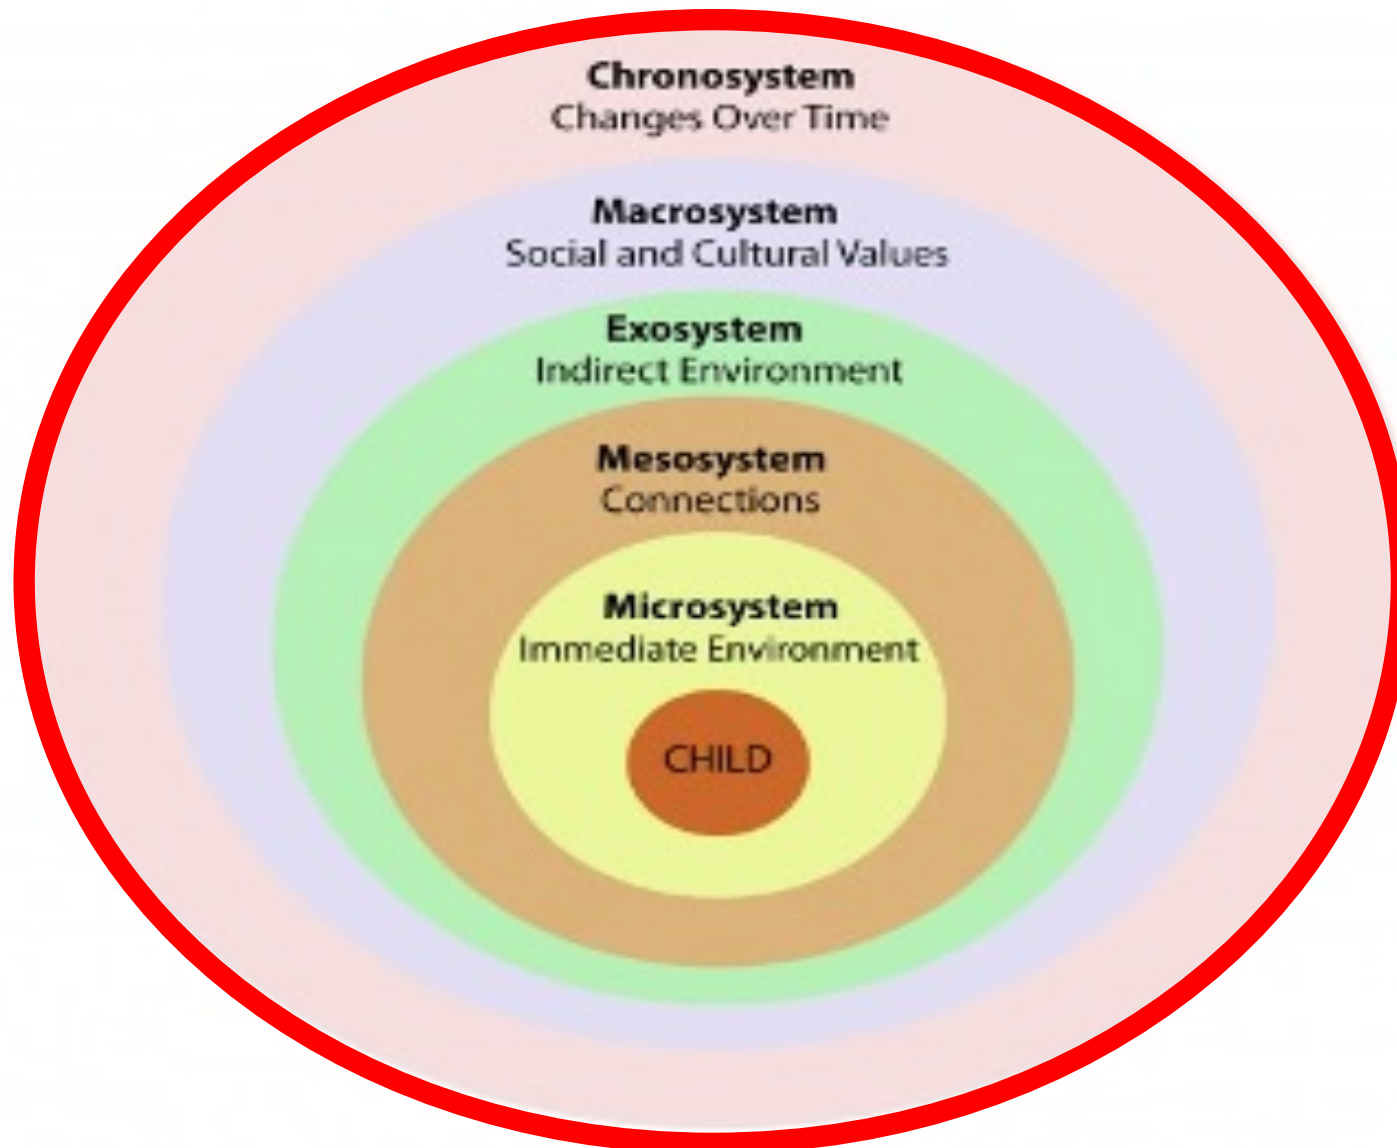 Chronosystem
Changes Over Time
Macrosystem
Social and Cultural Values
Exosystem
Indirect Environment
Mesosystem
Connections
Microsystem
Immediate Environment
CHILD